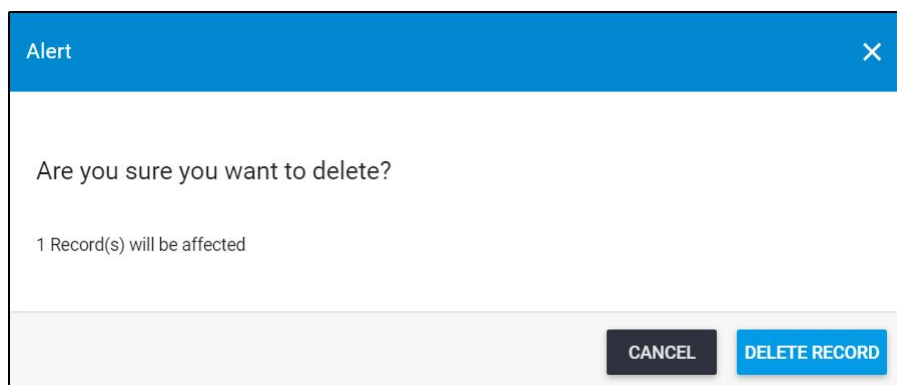 Alert
Are you sure you want to delete?
1 Record(s) will be affected
CANCEL DELETE RECORD